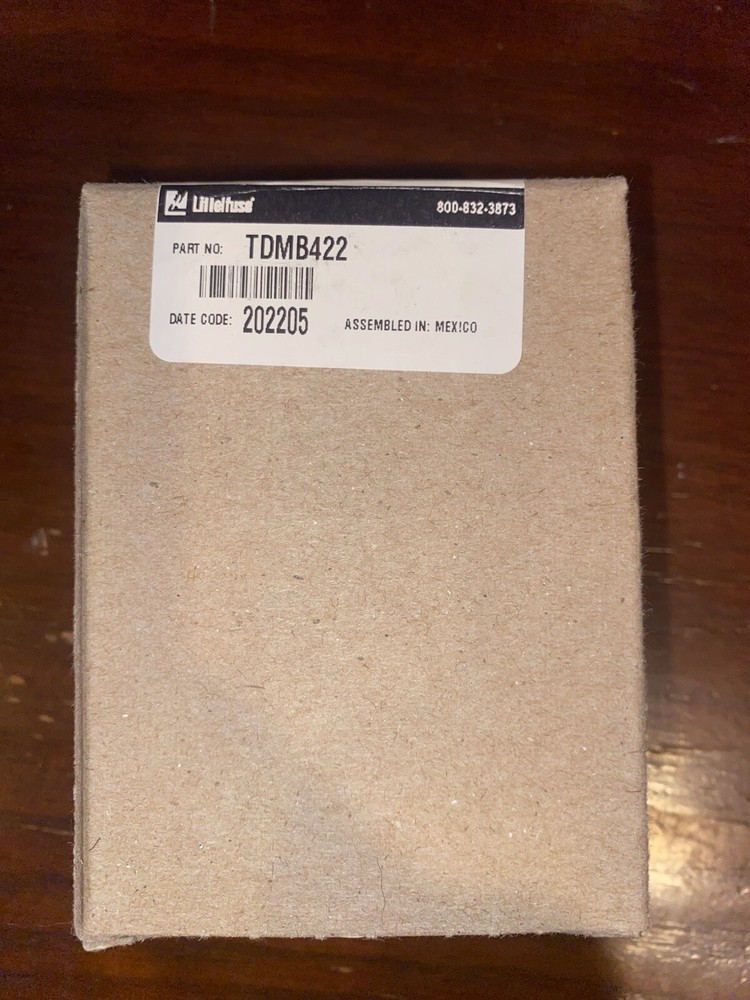 Littelfuse 800-832-3873
PART NO: TDMB422
DATE CODE: 202205 ASSEMBLED IN: MEXICO